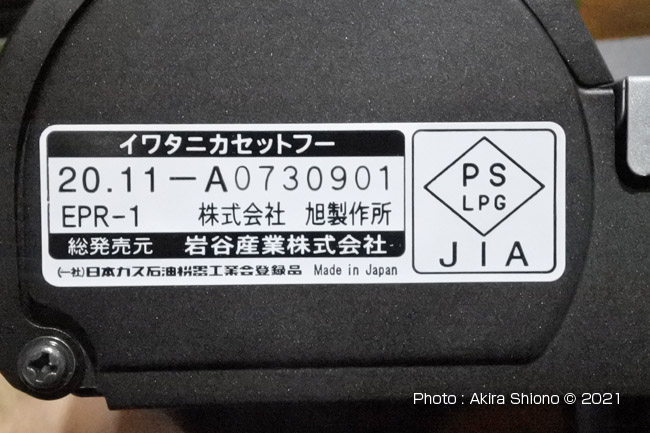 イワタニカセットフー
20.11－A0730901
EPR-1 株式会社 旭製作所
総発売元 岩谷産業株式会社
(一社)日本ガス石油機器工業会登録品 Made in Japan
PS
LPG
JIA
Photo : Akira Shiono © 2021